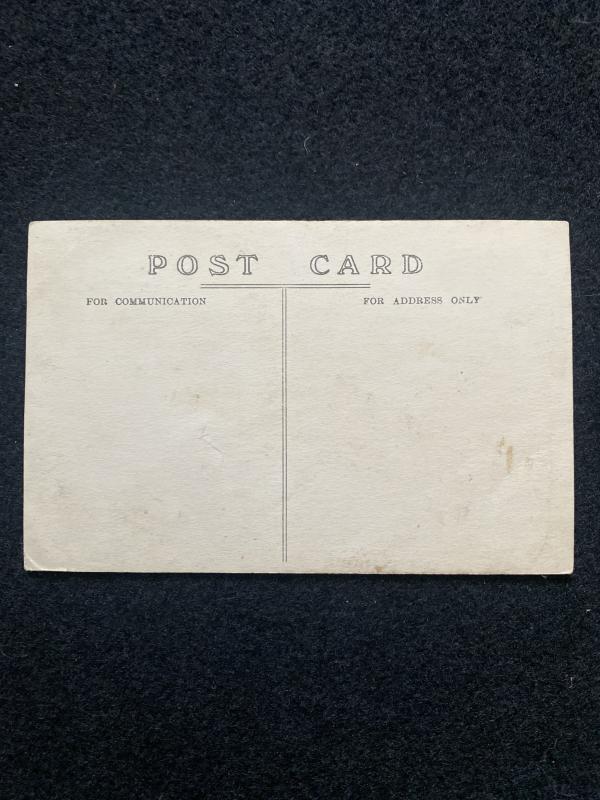 POST CARD
FOR COMMUNICATION
FOR ADDRESS ONLY